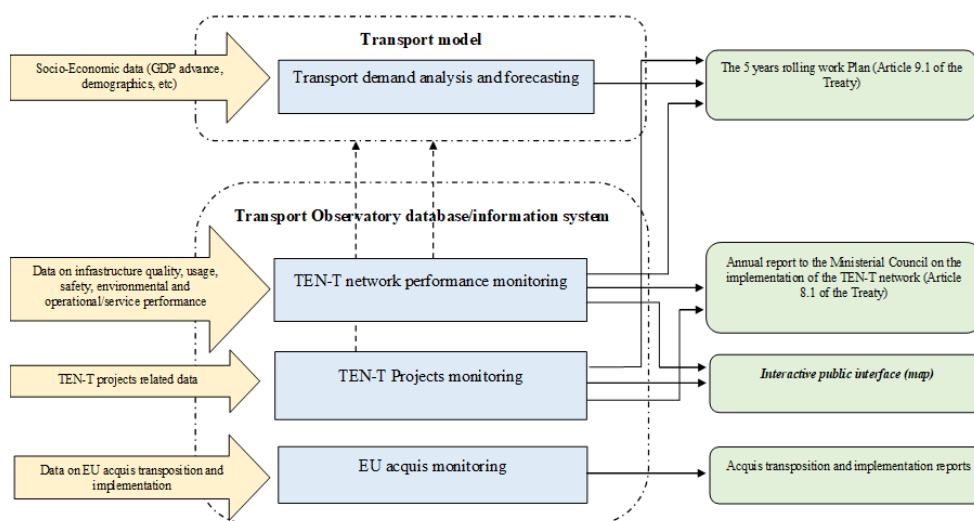 Transport model
Socio-Economic data (GDP advance,
demographics, etc)
Transport demand analysis and forecasting
The 5 years rolling work Plan (Article 9.1 of the
Treaty)
Transport Observatory database/information system
Data on infrastructure quality, usage,
safety, environmental and
operational/service performance
TEN-T network performance monitoring
Annual report to the Ministerial Council on the
implementation of the TEN-T network (Article
8.1 of the Treaty)
TEN-T projects related data
TEN-T Projects monitoring
Interactive public interface (map)
Data on EU acquis transposition and
implementation
EU acquis monitoring
Acquis transposition and implementation reports